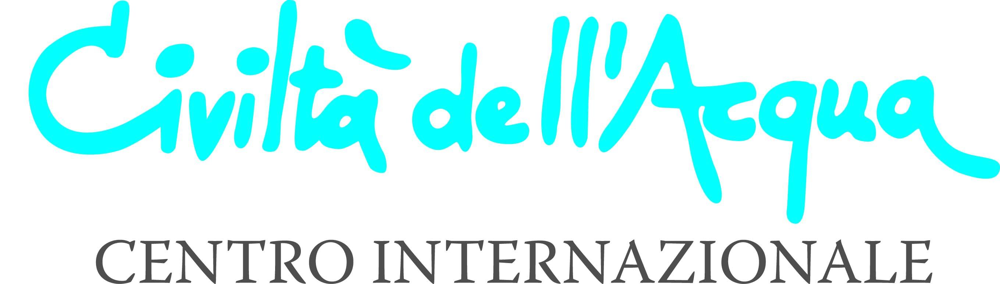 Civiltà dell'Acqua
CENTRO INTERNAZIONALE